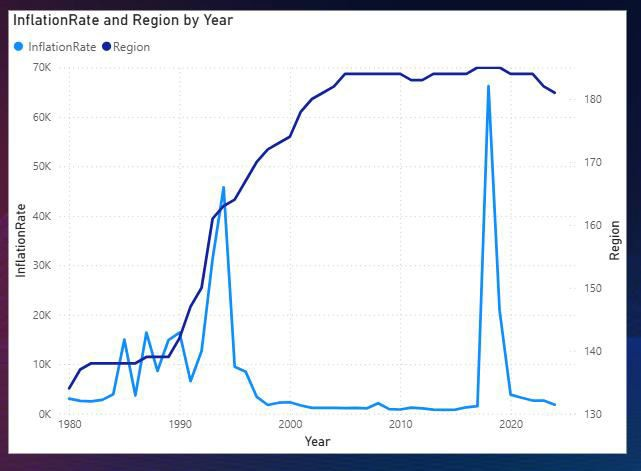 InflationRate and Region by Year
InflationRate Region
70K
60K
50K
40K
30K
20K
10K
0K
InflationRate
180
170
160
150
140
130
Region
1980 1990 2000 2010 2020
Year